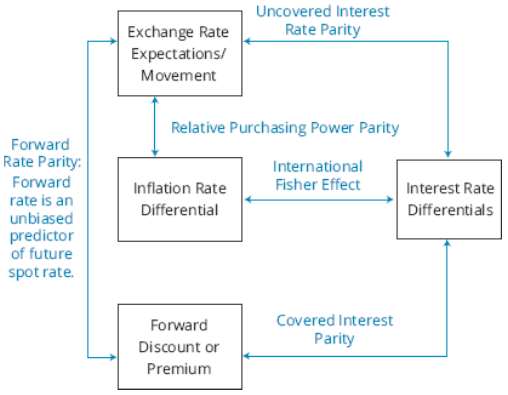 Exchange Rate
Expectations/
Movement
Uncovered Interest
Rate Parity
Relative Purchasing Power Parity
Forward
Rate Parity:
Forward
rate is an
unbiased
predictor
of future
spot rate.
Inflation Rate
Differential
International
Fisher Effect
Interest Rate
Differentials
Forward
Discount or
Premium
Covered Interest
Parity